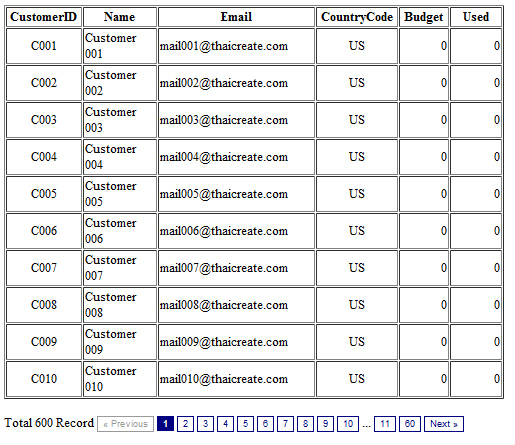 CustomerID Name Email CountryCode Budget Used
C001 Customer 001 mail001@thaicreate.com US 0 0
C002 Customer 002 mail002@thaicreate.com US 0 0
C003 Customer 003 mail003@thaicreate.com US 0 0
C004 Customer 004 mail004@thaicreate.com US 0 0
C005 Customer 005 mail005@thaicreate.com US 0 0
C006 Customer 006 mail006@thaicreate.com US 0 0
C007 Customer 007 mail007@thaicreate.com US 0 0
C008 Customer 008 mail008@thaicreate.com US 0 0
C009 Customer 009 mail009@thaicreate.com US 0 0
C010 Customer 010 mail010@thaicreate.com US 0 0
Total 600 Record « Previous 1 2 3 4 5 6 7 8 9 10 ... 11 60 Next »